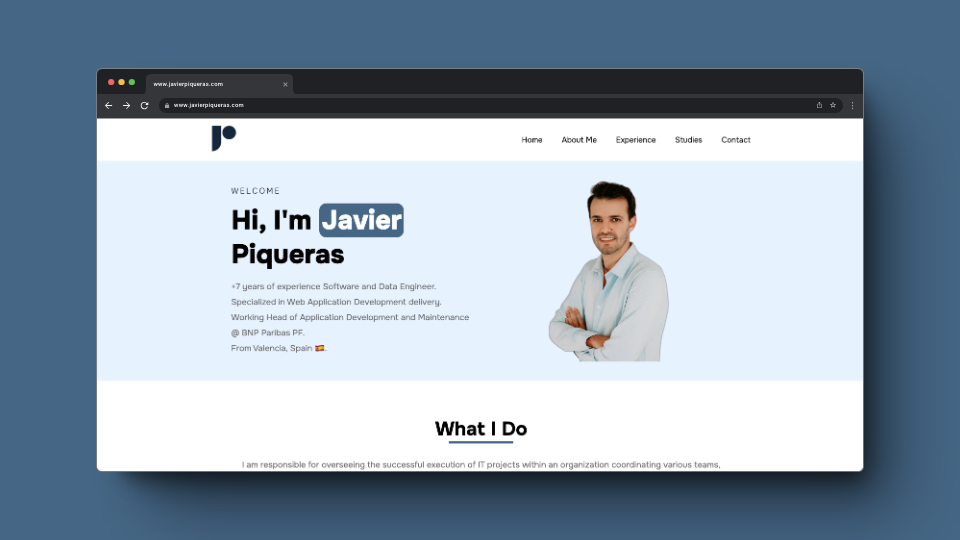 www.javierpiqueras.com
www.javierpiqueras.com
Home About Me Experience Studies Contact
WELCOME
Hi, I'm Javier
Piqueras
+7 years of experience Software and Data Engineer.
Specialized in Web Application Development delivery.
Working Head of Application Development and Maintenance
@ BNP Paribas PF.
From Valencia, Spain 🇪🇸.
What I Do
I am responsible for overseeing the successful execution of IT projects within an organization coordinating various teams,